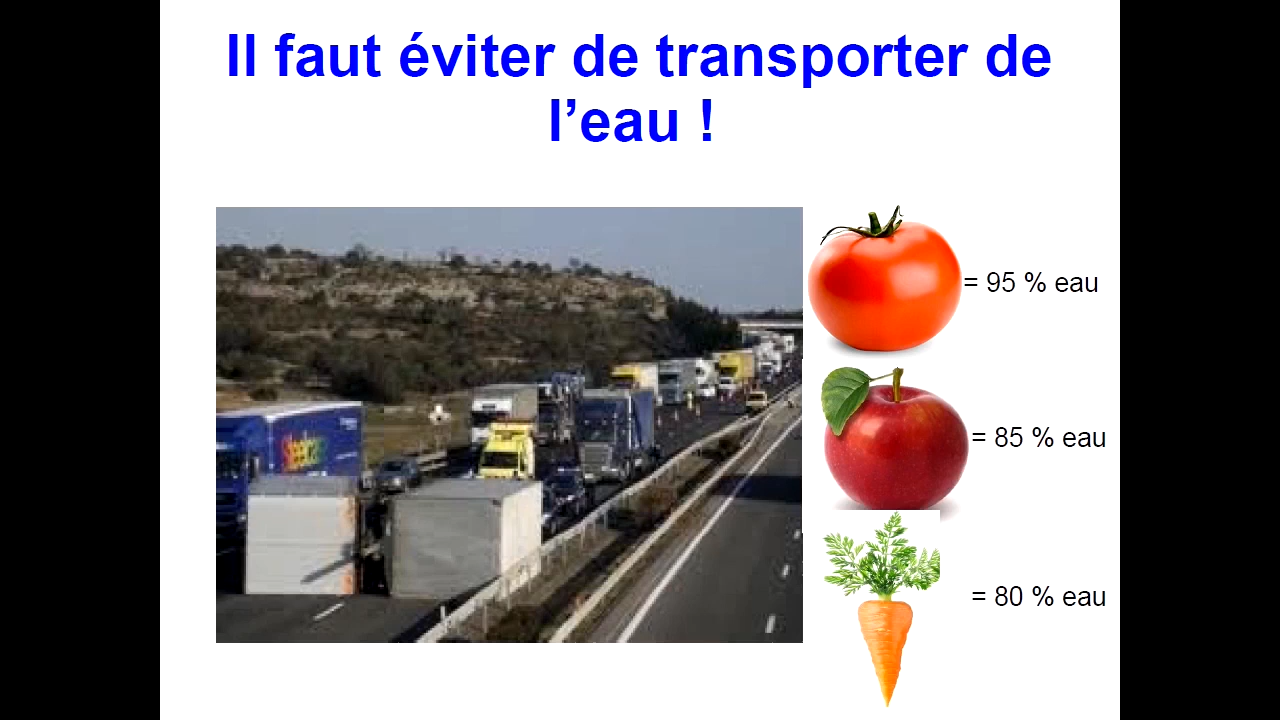 Il faut éviter de transporter de
l’eau !
= 95 % eau
= 85 % eau
= 80 % eau